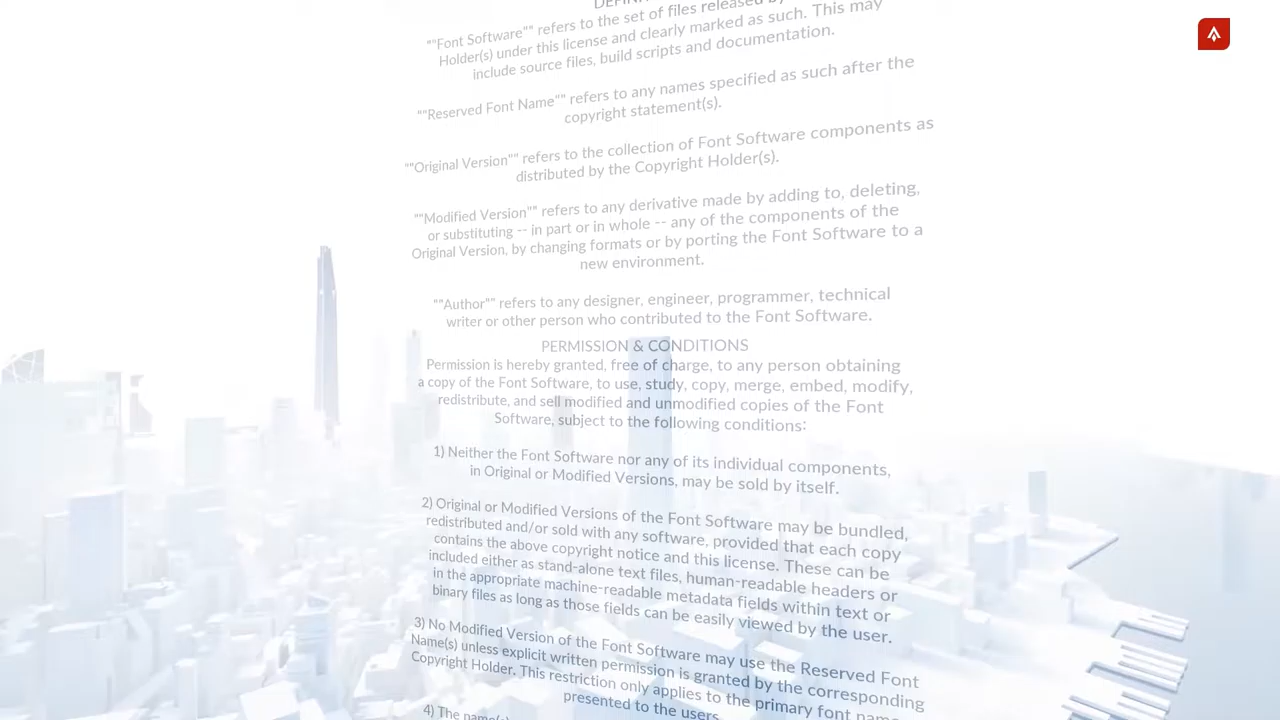 ""Font Software"" refers to the set of files released by
Holder(s) under this license and clearly marked as such. This may
include source files, build scripts and documentation.
""Reserved Font Name"" refers to any names specified as such after the
copyright statement(s).
""Original Version"" refers to the collection of Font Software components as
distributed by the Copyright Holder(s).
""Modified Version"" refers to any derivative made by adding to, deleting,
or substituting -- in part or in whole -- any of the components of the
Original Version, by changing formats or by porting the Font Software to a
new environment.
""Author"" refers to any designer, engineer, programmer, technical
writer or other person who contributed to the Font Software.
PERMISSION & CONDITIONS
Permission is hereby granted, free of charge, to any person obtaining
a copy of the Font Software, to use, study, copy, merge, embed, modify,
redistribute, and sell modified and unmodified copies of the Font
Software, subject to the following conditions:
1) Neither the Font Software nor any of its individual components,
in Original or Modified Versions, may be sold by itself.
2) Original or Modified Versions of the Font Software may be bundled,
redistributed and/or sold with any software, provided that each copy
contains the above copyright notice and this license. These can be
included either as stand-alone text files, human-readable headers or
in the appropriate machine-readable metadata fields within text or
binary files as long as those fields can be easily viewed by the user.
3) No Modified Version of the Font Software may use the Reserved Font
Name(s) unless explicit written permission is granted by the corresponding
Copyright Holder. This restriction only applies to the primary font name
presented to the users.
4) The name(s)